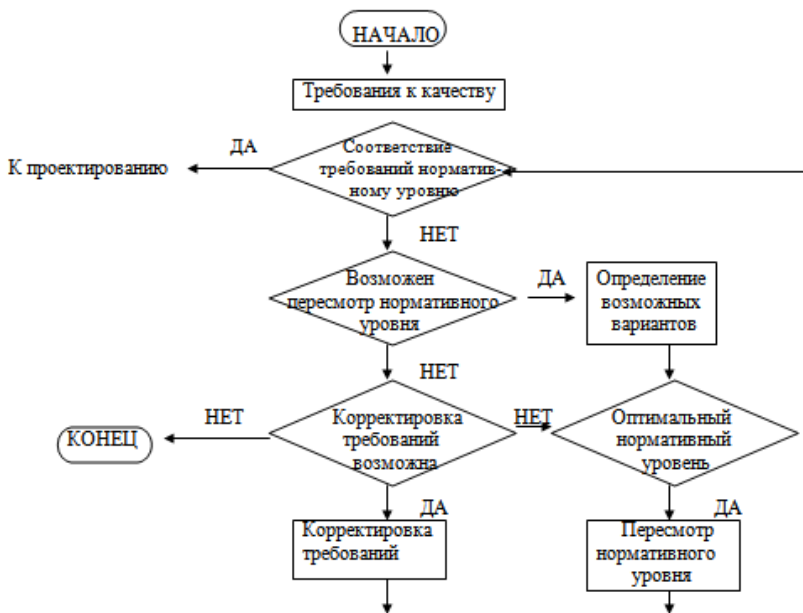 НАЧАЛО
Требования к качеству
ДА
Соответствие
требований норматив-
ному уровню
К проектированию
НЕТ
Возможен
пересмотр нормативного
уровня
ДА
Определение
возможных
вариантов
НЕТ
НЕТ
КОНЕЦ
Корректировка
требований
возможна
НЕТ
Оптимальный
нормативный
уровень
ДА
Корректировка
требований
ДА
Пересмотр
нормативного
уровня